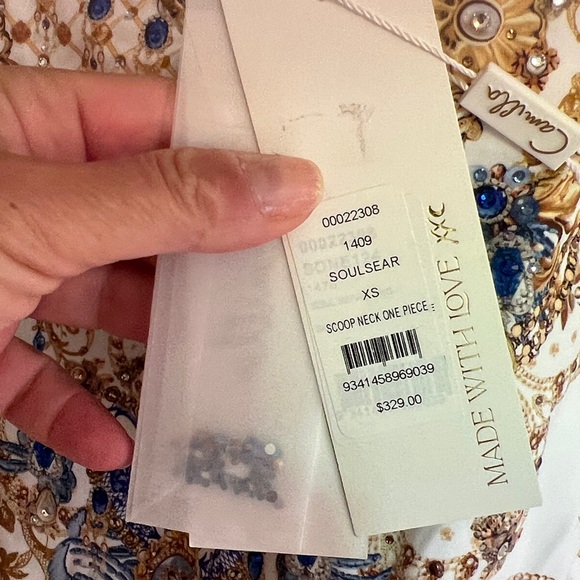 Camilla
00022308
1409
SOULSEAR
XS
SCOOP NECK ONE PIECE
9341458969039
$329.00
MADE WITH LOVE